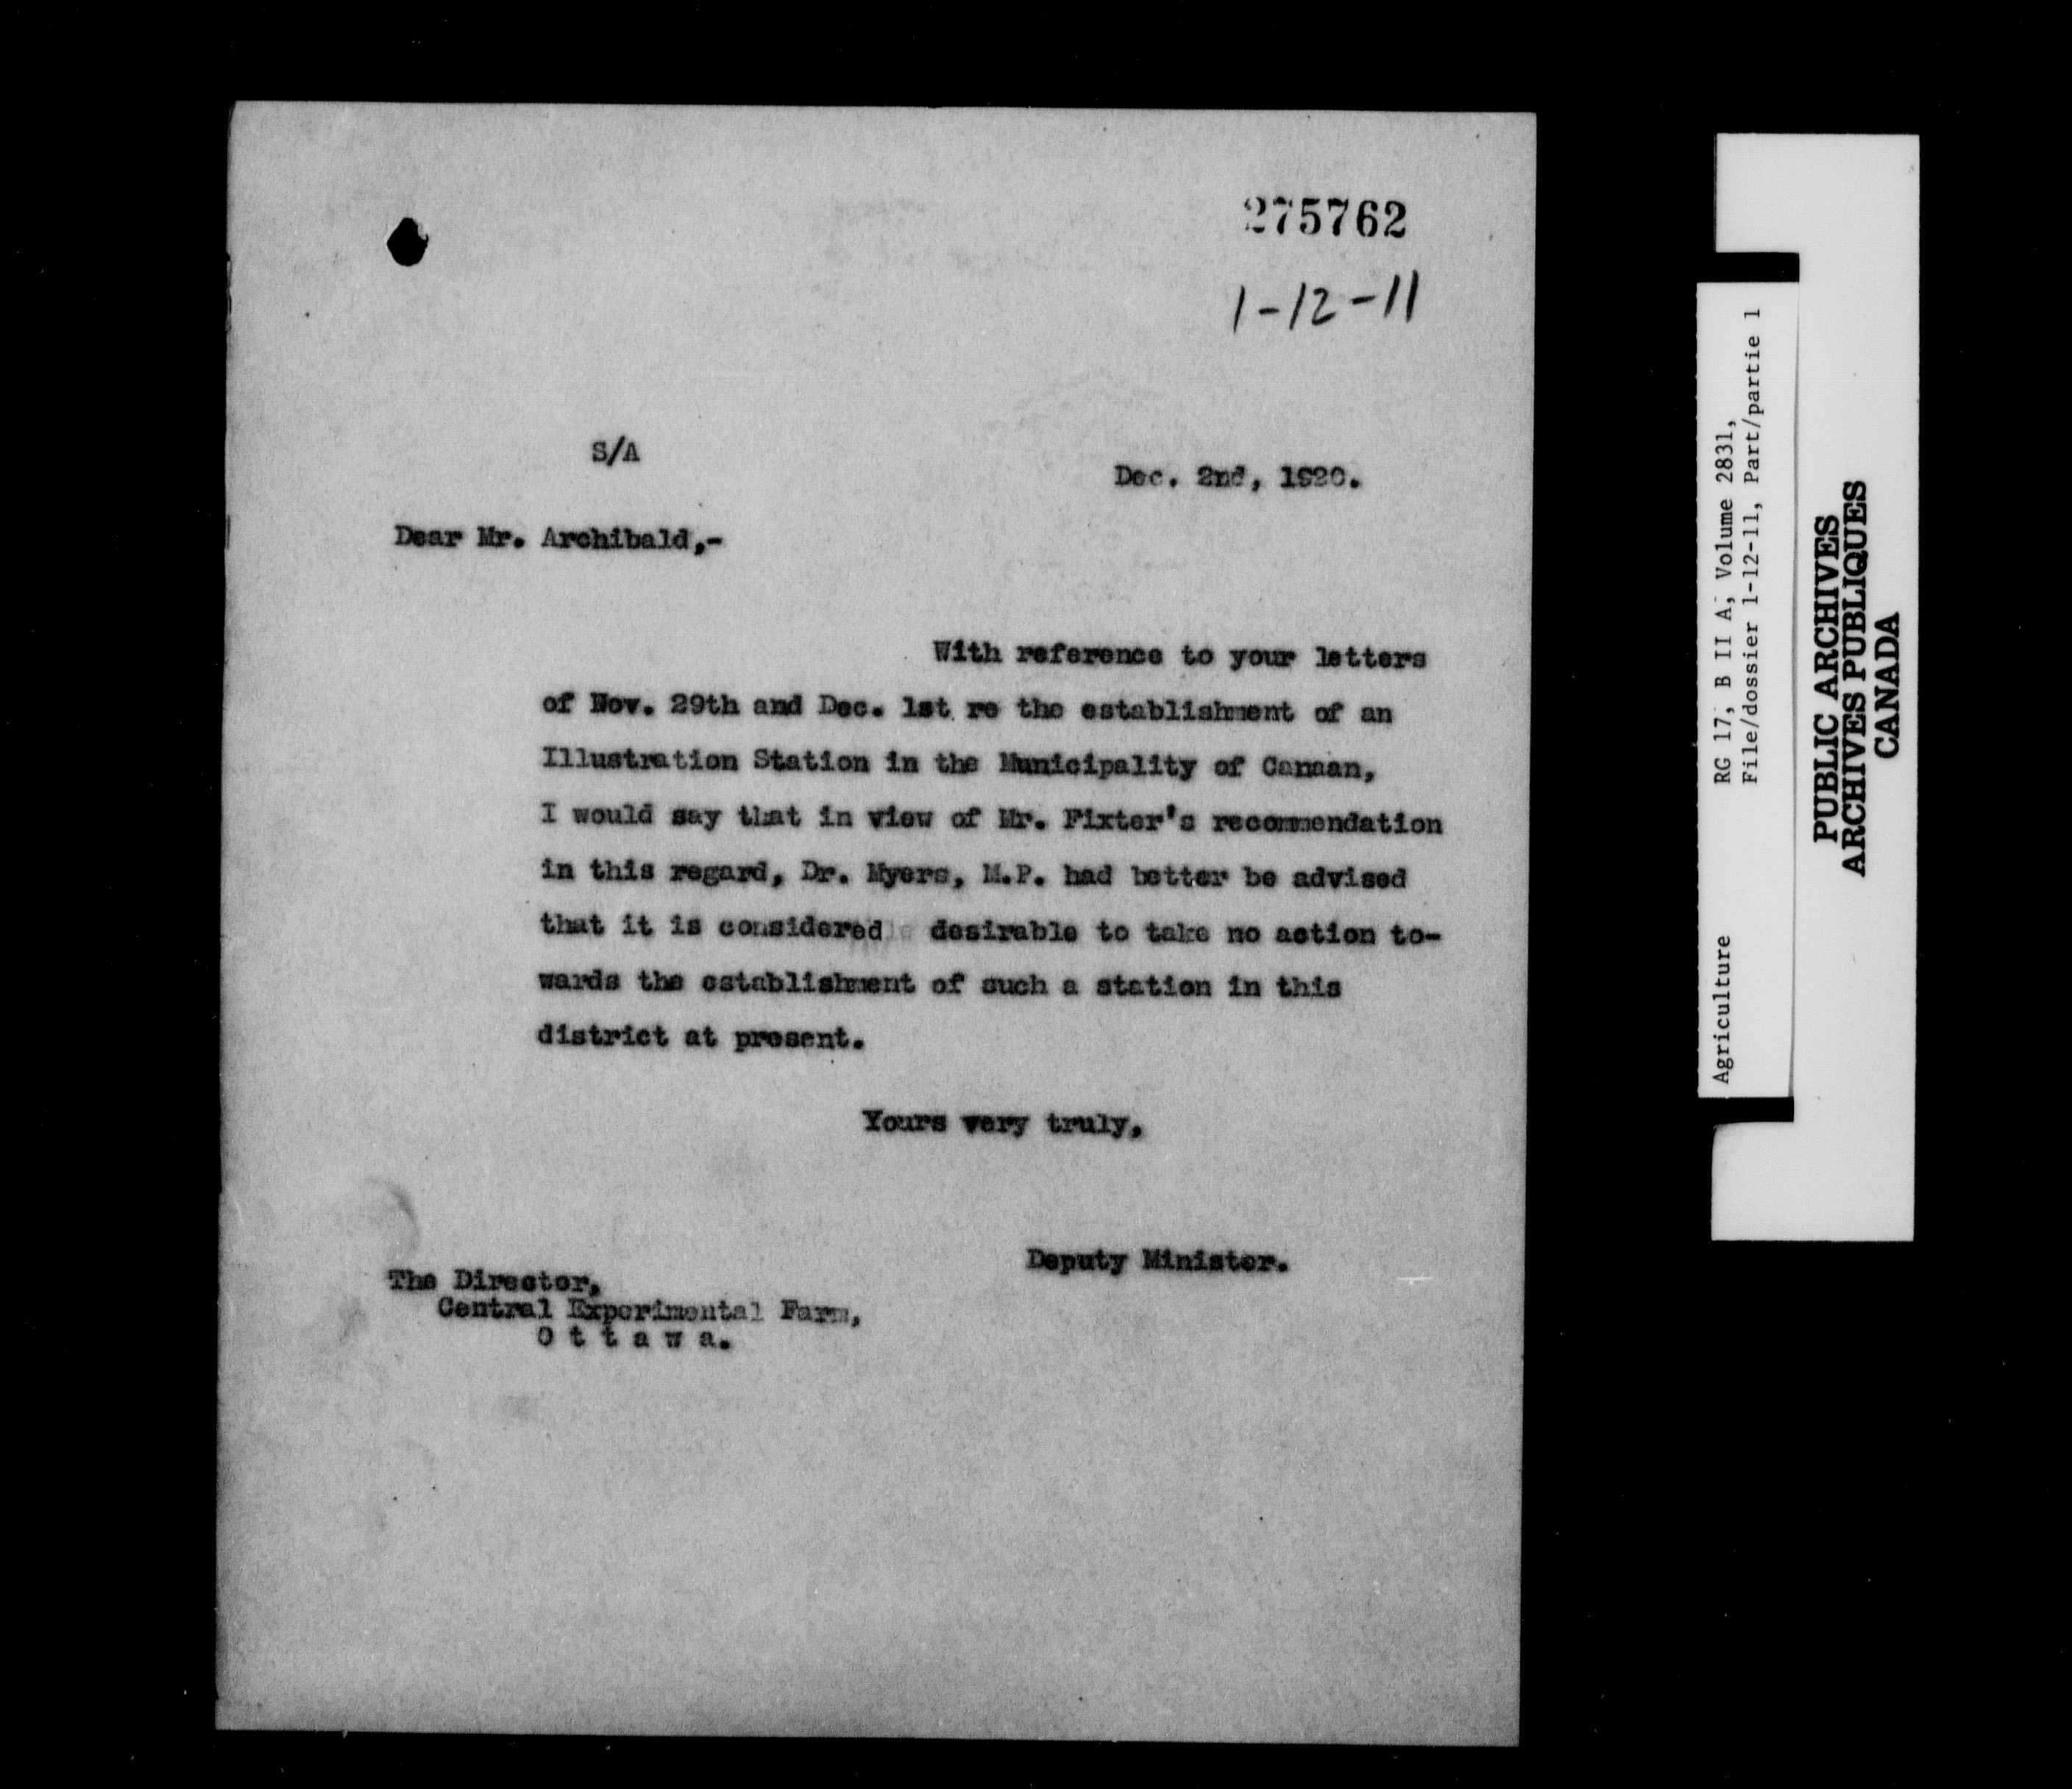 275762
1-12-11
S/A
Dec. 2nd, 1920.
Dear Mr. Archibald,-
With reference to your letters
of Nov. 29th and Dec. 1st re the establishment of an
Illustration Station in the Municipality of Canaan,
I would say that in view of Mr. Fixter's recommendation
in this regard, Dr. Myers, M.P. had better be advised
that it is considered desirable to take no action to-
wards the establishment of such a station in this
district at present.
Yours very truly,
Deputy Minister.
The Director,
Central Experimental Farm,
O t t a w a.
Agriculture
RG 17, B II A, Volume 2831,
File/dossier 1-12-11, Part/partie 1
PUBLIC ARCHIVES
ARCHIVES PUBLIQUES
CANADA